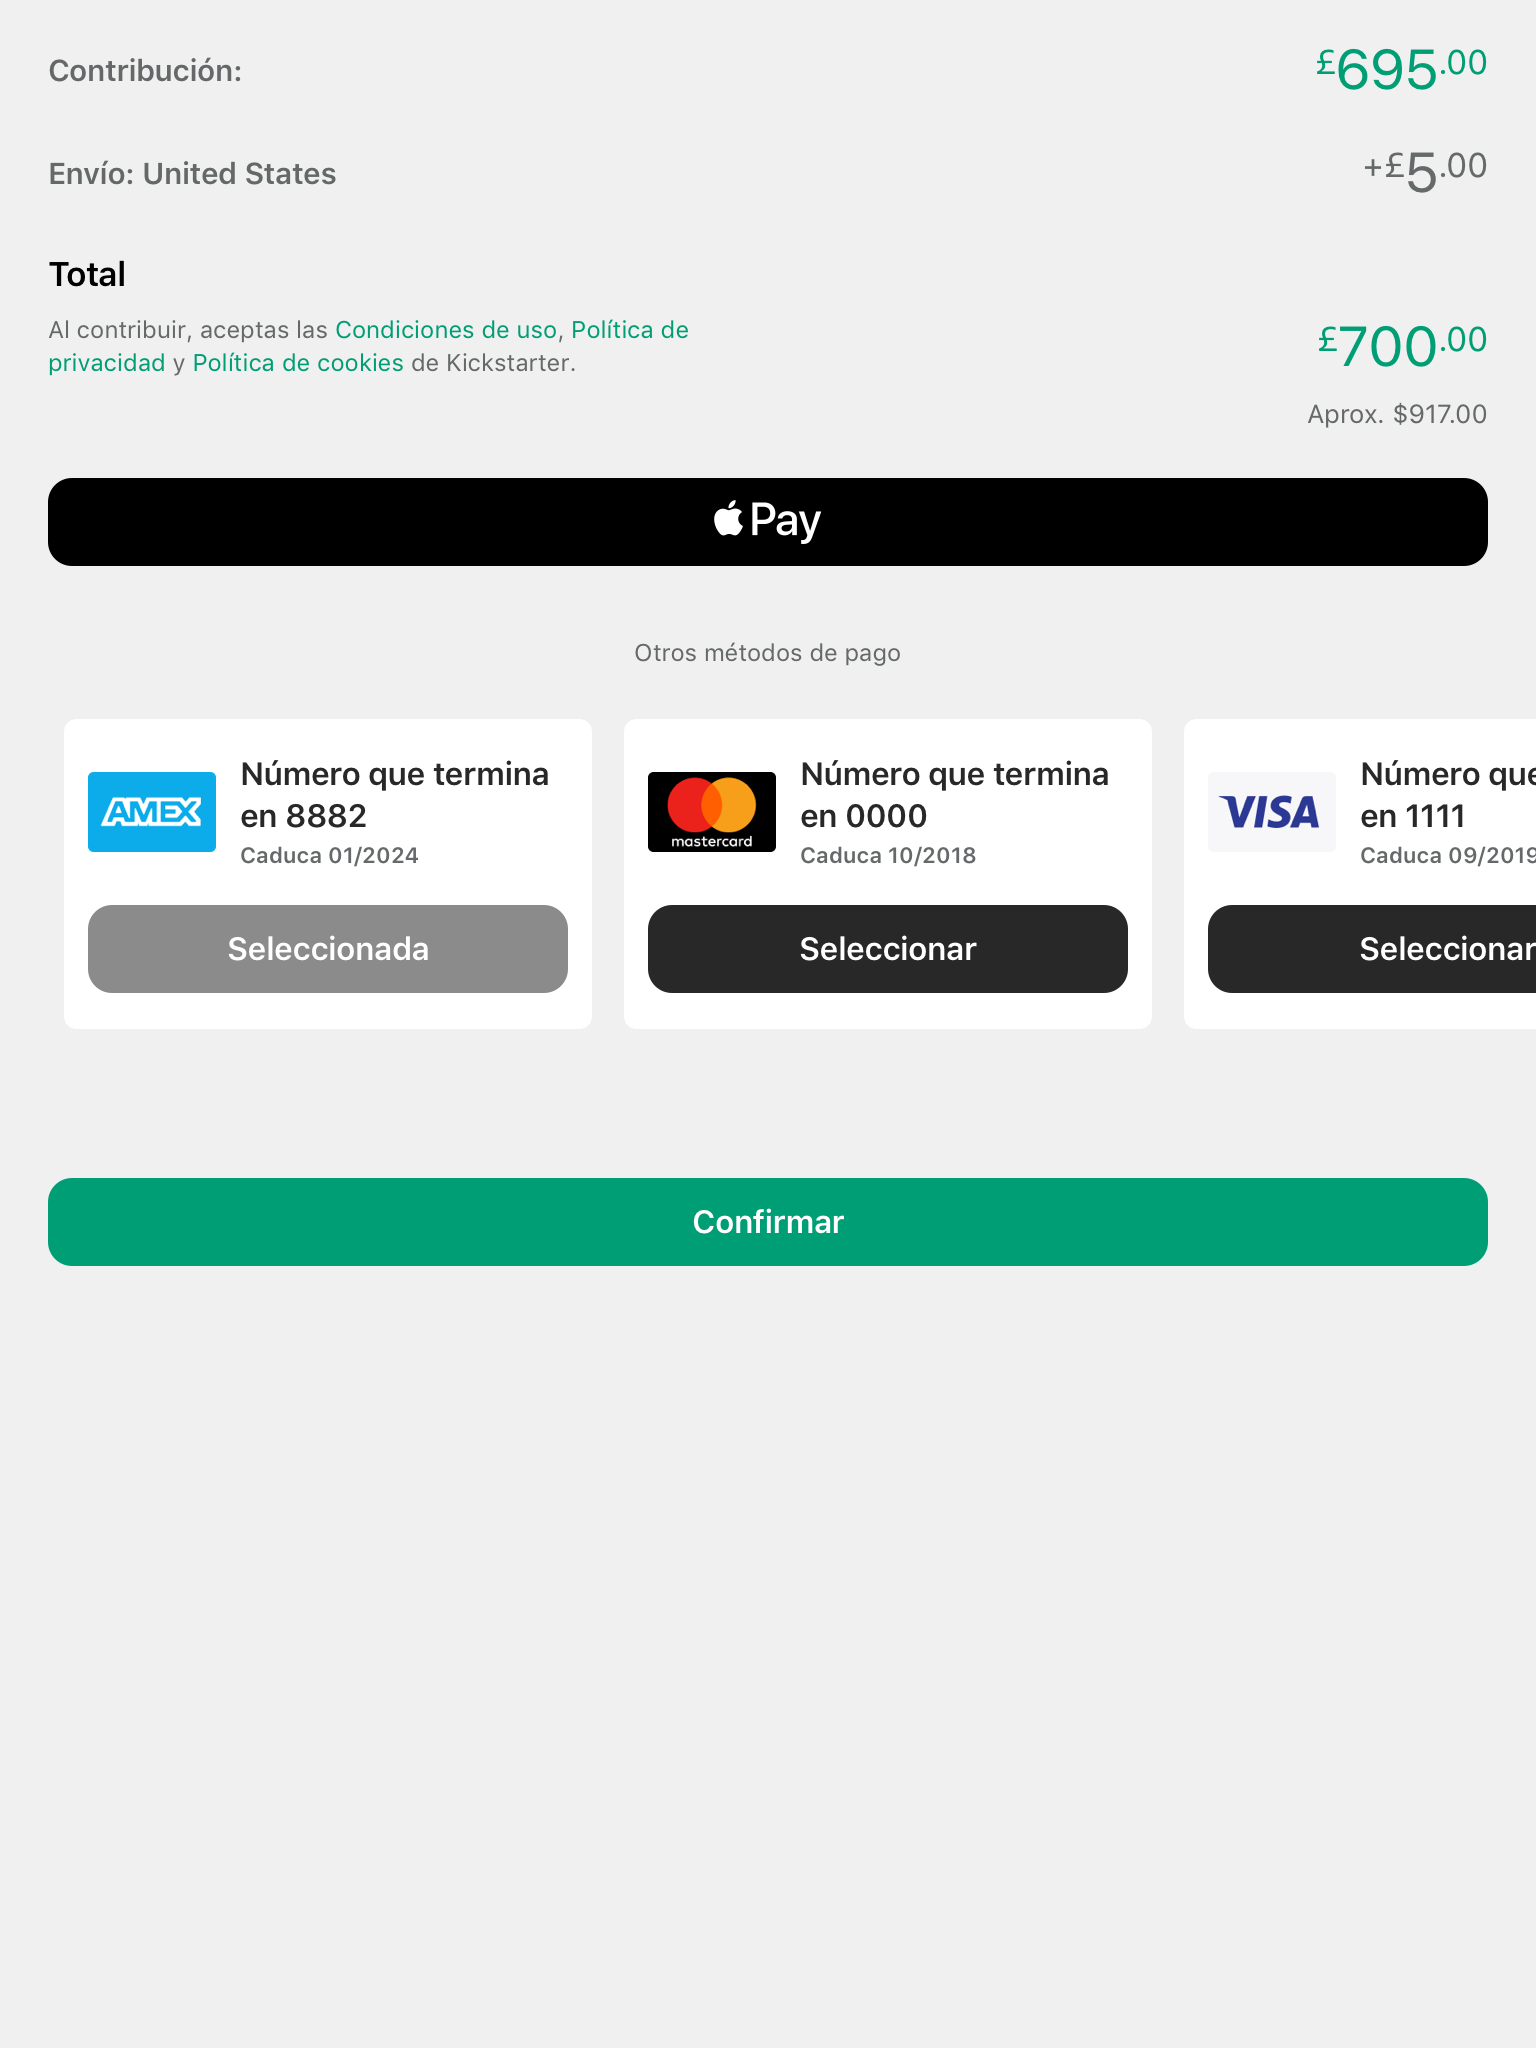 Contribución:
£695.00
Envío: United States
+£5.00
Total
Al contribuir, aceptas las Condiciones de uso, Política de
privacidad y Política de cookies de Kickstarter.
£700.00
Aprox. $917.00
Pay
Otros métodos de pago
AMEX
Número que termina
en 8882
Caduca 01/2024
Seleccionada
mastercard
Número que termina
en 0000
Caduca 10/2018
Seleccionar
VISA
Número que
en 1111
Caduca 09/2019
Seleccionar
Confirmar